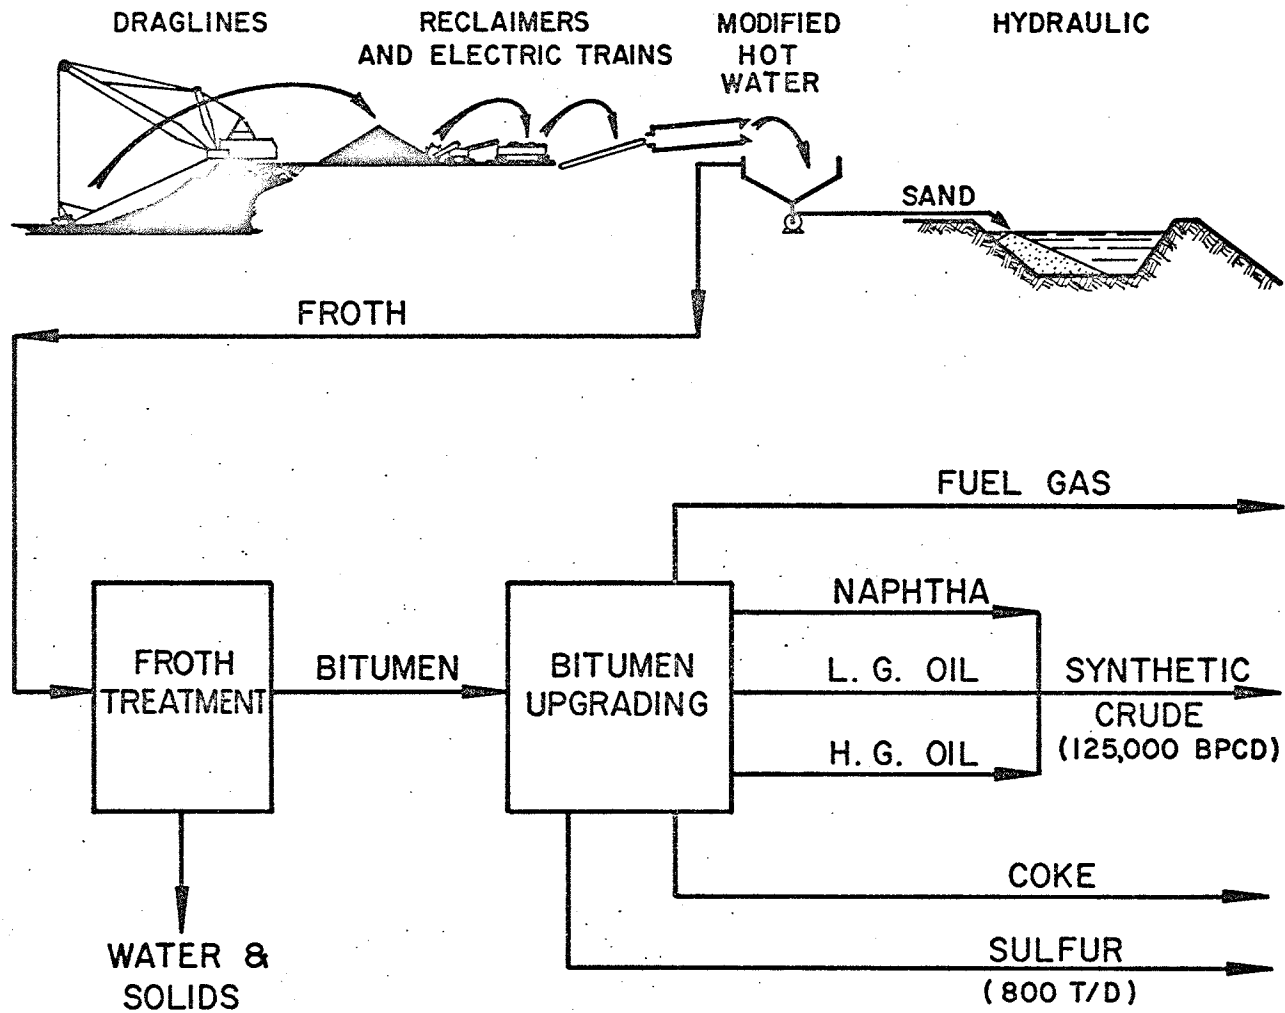 DRAGLINES
RECLAIMERS
AND ELECTRIC TRAINS
MODIFIED
HOT
WATER
HYDRAULIC
SAND
FROTH
FUEL GAS
NAPHTHA
FROTH
TREATMENT
BITUMEN
BITUMEN
UPGRADING
L. G. OIL
SYNTHETIC
CRUDE
(125,000 BPCD)
H. G. OIL
COKE
WATER &
SOLIDS
SULFUR
(800 T/D)